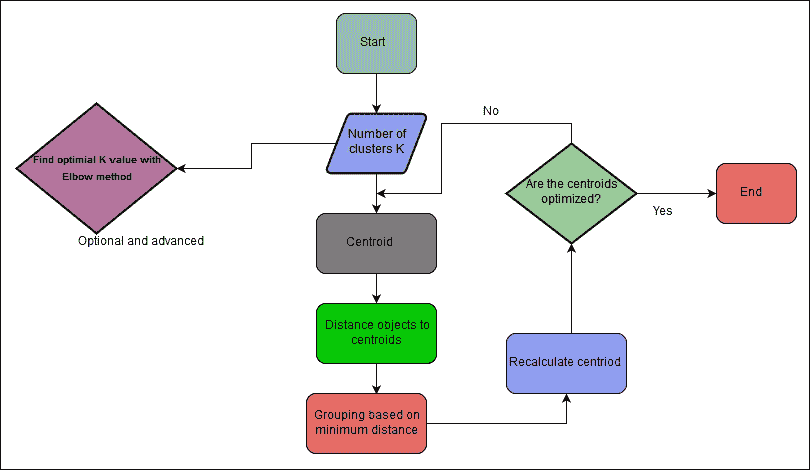 Start
Number of
clusters K
Find optimial K value with
Elbow method
Optional and advanced
Centroid
Distance objects to
centroids
Grouping based on
minimum distance
Recalculate centriod
Are the centroids
optimized?
No
Yes
End